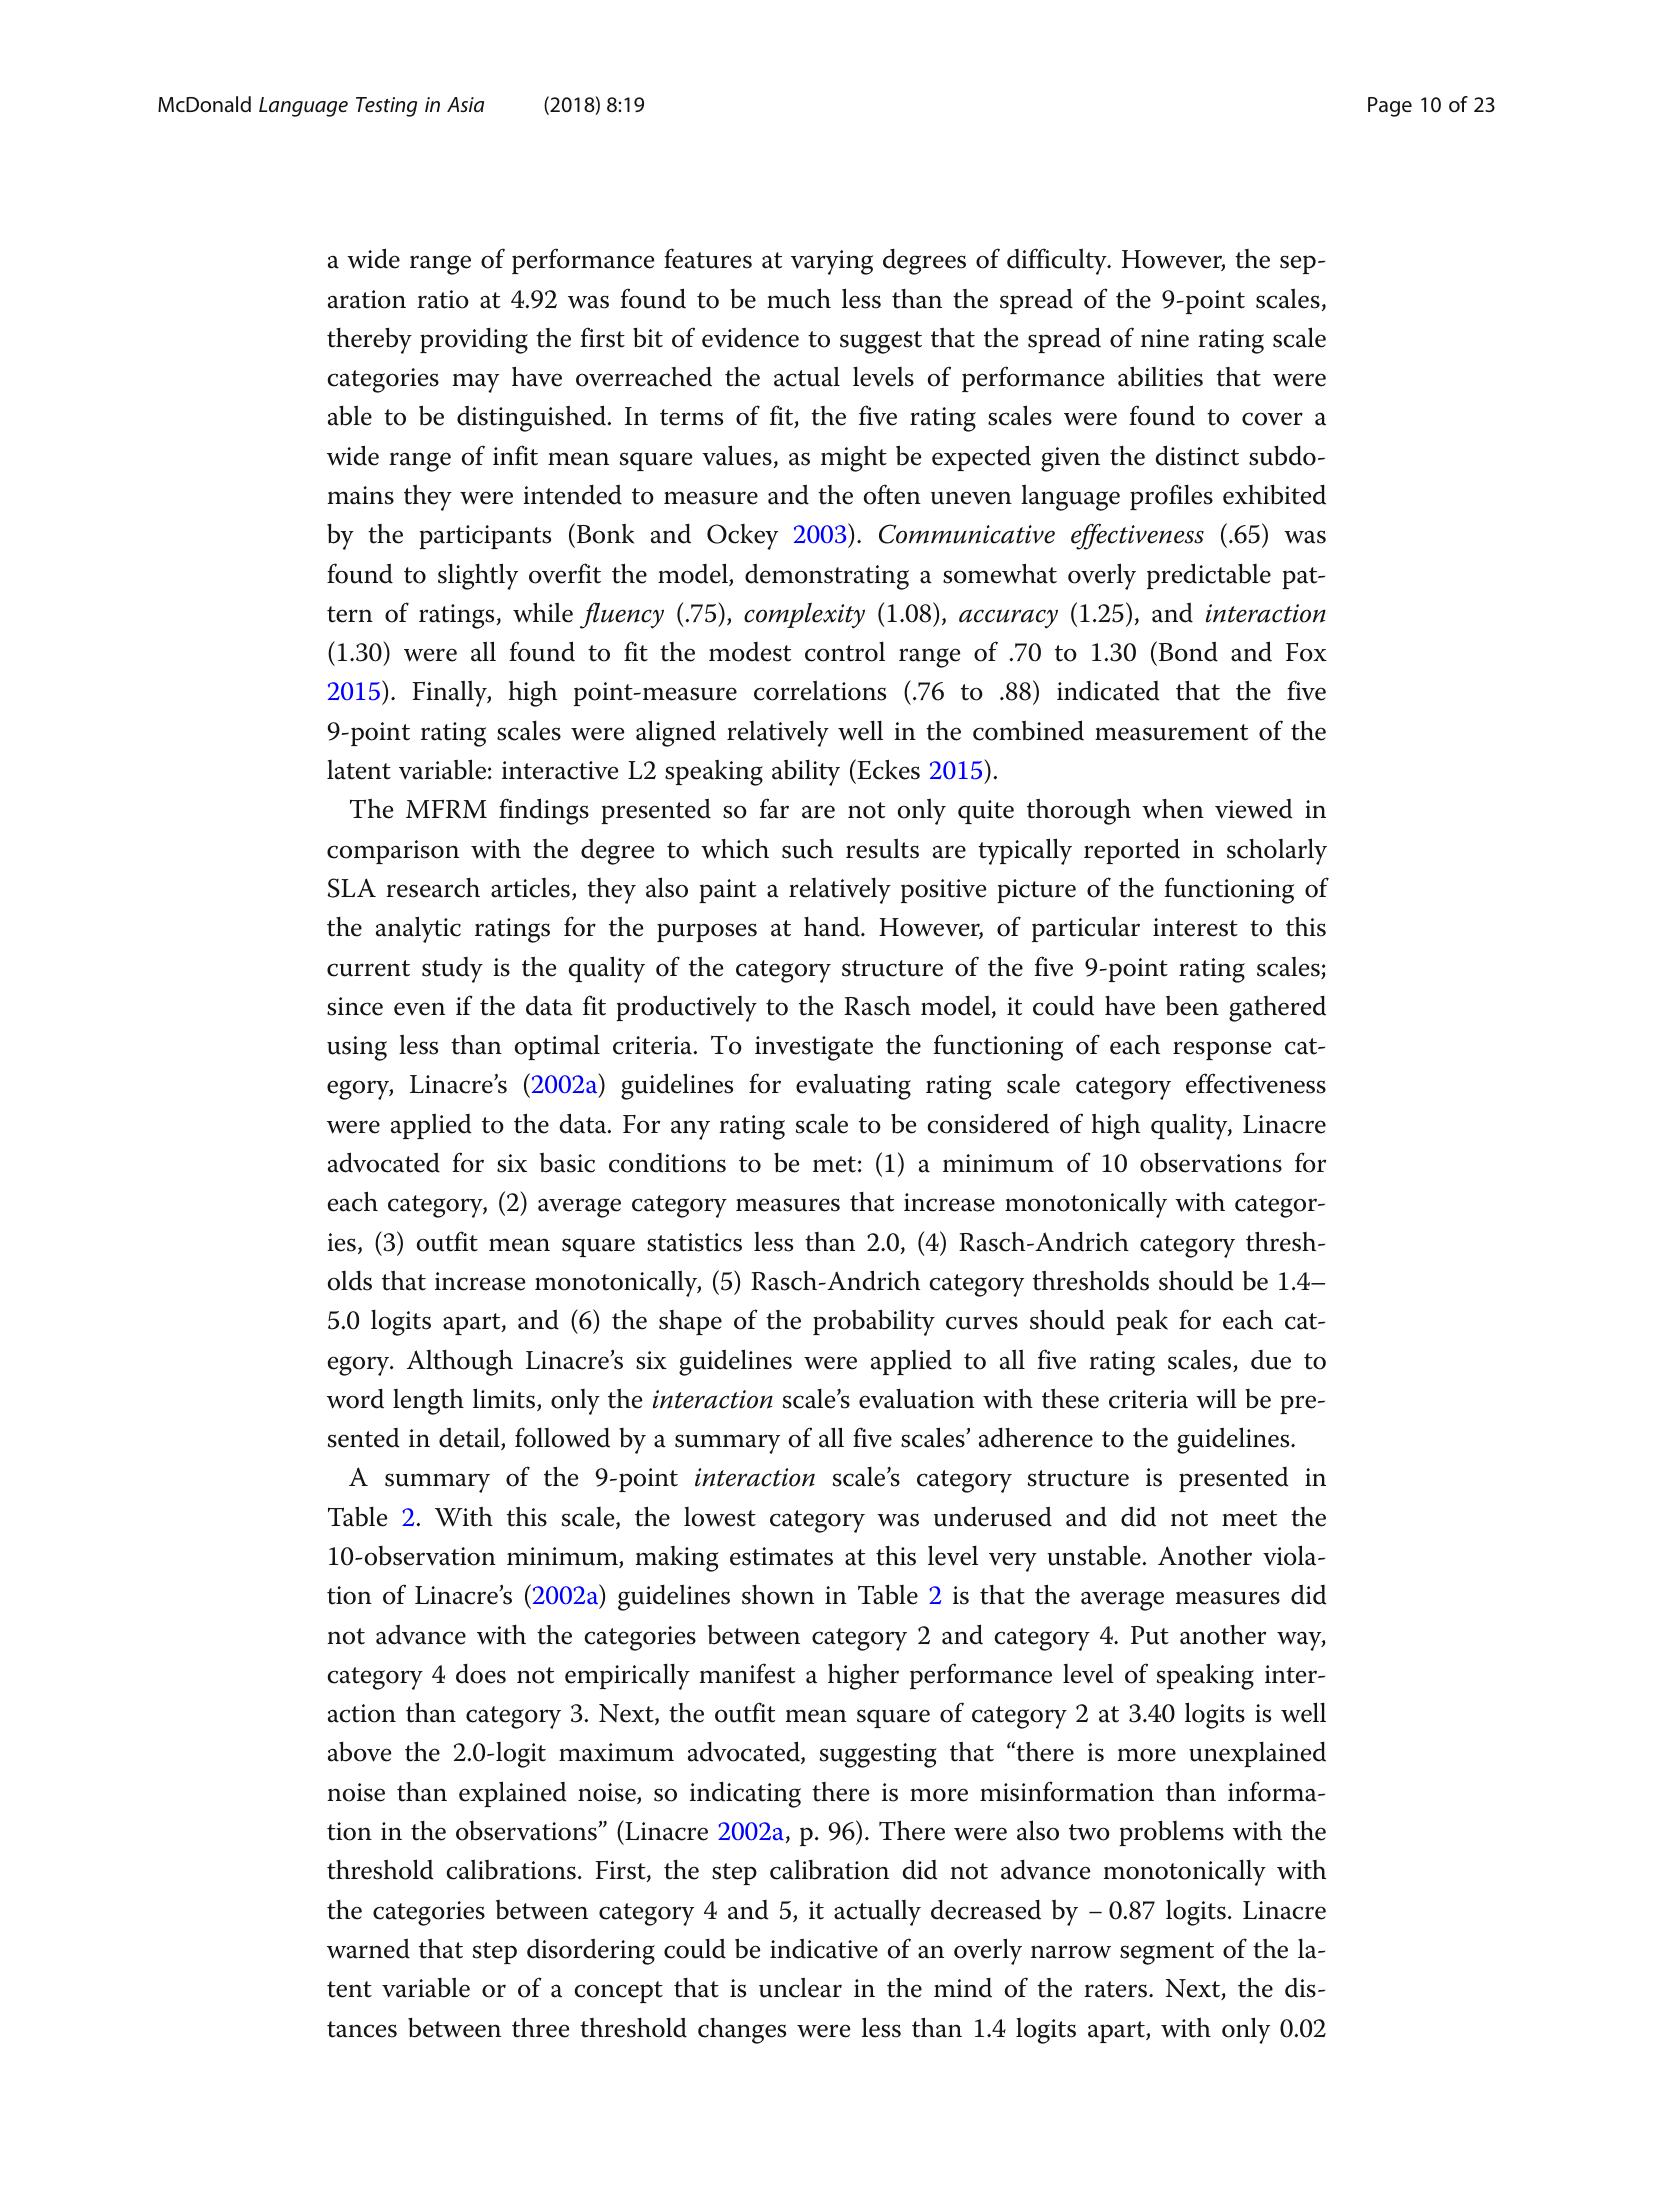 McDonald Language Testing in Asia (2018) 8:19 Page 10 of 23
a wide range of performance features at varying degrees of difficulty. However, the sep-
aration ratio at 4.92 was found to be much less than the spread of the 9-point scales,
thereby providing the first bit of evidence to suggest that the spread of nine rating scale
categories may have overreached the actual levels of performance abilities that were
able to be distinguished. In terms of fit, the five rating scales were found to cover a
wide range of infit mean square values, as might be expected given the distinct subdo-
mains they were intended to measure and the often uneven language profiles exhibited
by the participants (Bonk and Ockey 2003). Communicative effectiveness (.65) was
found to slightly overfit the model, demonstrating a somewhat overly predictable pat-
tern of ratings, while fluency (.75), complexity (1.08), accuracy (1.25), and interaction
(1.30) were all found to fit the modest control range of .70 to 1.30 (Bond and Fox
2015). Finally, high point-measure correlations (.76 to .88) indicated that the five
9-point rating scales were aligned relatively well in the combined measurement of the
latent variable: interactive L2 speaking ability (Eckes 2015).
The MFRM findings presented so far are not only quite thorough when viewed in
comparison with the degree to which such results are typically reported in scholarly
SLA research articles, they also paint a relatively positive picture of the functioning of
the analytic ratings for the purposes at hand. However, of particular interest to this
current study is the quality of the category structure of the five 9-point rating scales;
since even if the data fit productively to the Rasch model, it could have been gathered
using less than optimal criteria. To investigate the functioning of each response cat-
egory, Linacre’s (2002a) guidelines for evaluating rating scale category effectiveness
were applied to the data. For any rating scale to be considered of high quality, Linacre
advocated for six basic conditions to be met: (1) a minimum of 10 observations for
each category, (2) average category measures that increase monotonically with categor-
ies, (3) outfit mean square statistics less than 2.0, (4) Rasch-Andrich category thresh-
olds that increase monotonically, (5) Rasch-Andrich category thresholds should be 1.4–
5.0 logits apart, and (6) the shape of the probability curves should peak for each cat-
egory. Although Linacre’s six guidelines were applied to all five rating scales, due to
word length limits, only the interaction scale’s evaluation with these criteria will be pre-
sented in detail, followed by a summary of all five scales’ adherence to the guidelines.
A summary of the 9-point interaction scale’s category structure is presented in
Table 2. With this scale, the lowest category was underused and did not meet the
10-observation minimum, making estimates at this level very unstable. Another viola-
tion of Linacre’s (2002a) guidelines shown in Table 2 is that the average measures did
not advance with the categories between category 2 and category 4. Put another way,
category 4 does not empirically manifest a higher performance level of speaking inter-
action than category 3. Next, the outfit mean square of category 2 at 3.40 logits is well
above the 2.0-logit maximum advocated, suggesting that “there is more unexplained
noise than explained noise, so indicating there is more misinformation than informa-
tion in the observations” (Linacre 2002a, p. 96). There were also two problems with the
threshold calibrations. First, the step calibration did not advance monotonically with
the categories between category 4 and 5, it actually decreased by − 0.87 logits. Linacre
warned that step disordering could be indicative of an overly narrow segment of the la-
tent variable or of a concept that is unclear in the mind of the raters. Next, the dis-
tances between three threshold changes were less than 1.4 logits apart, with only 0.02